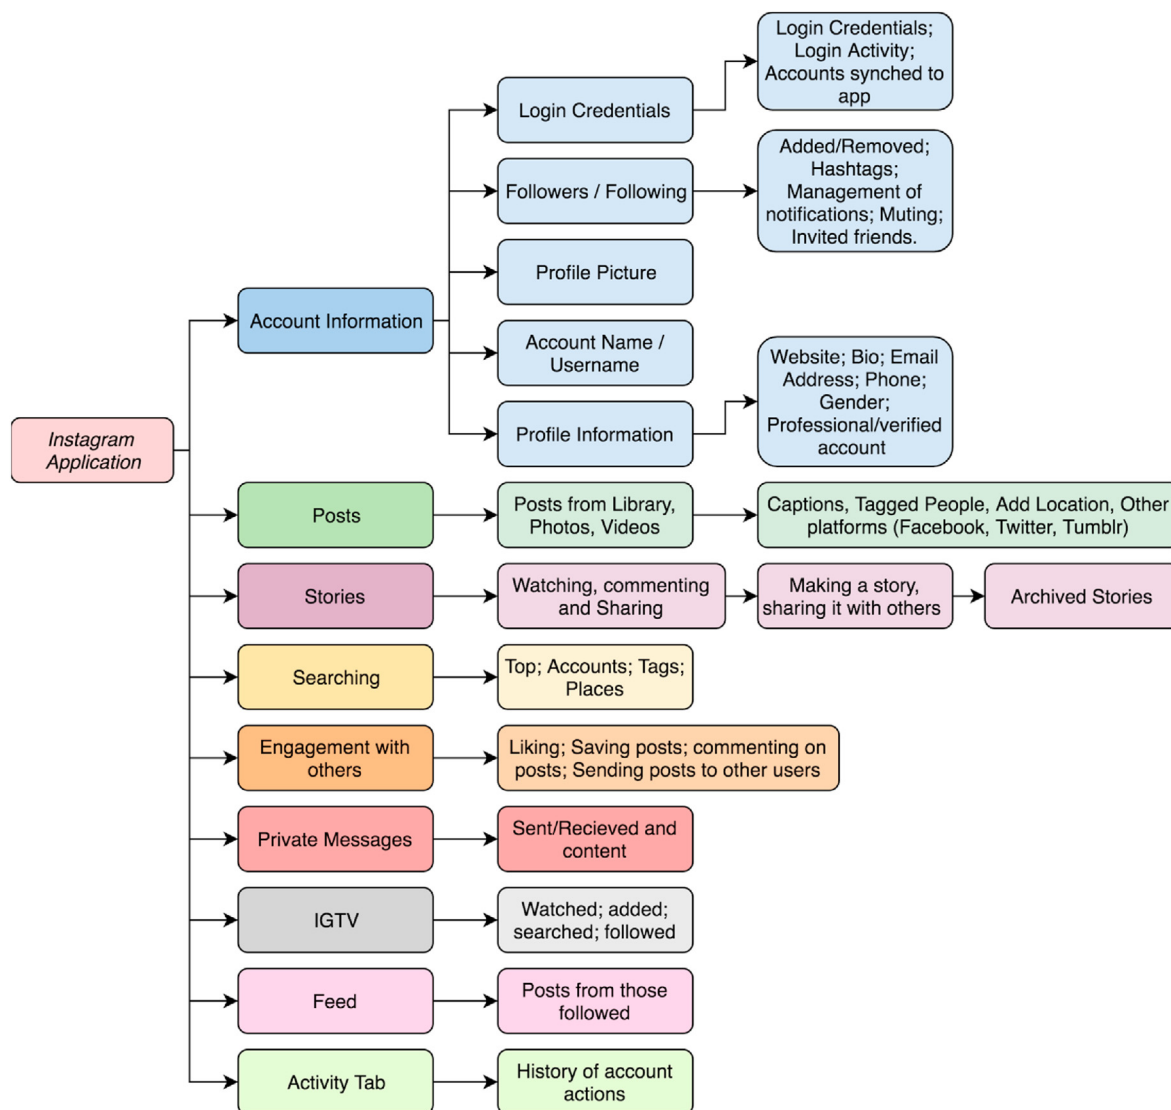 Login Credentials;
Login Activity;
Accounts synched to
app
Login Credentials
Added/Removed;
Hashtags;
Management of
notifications; Muting;
Invited friends.
Followers / Following
Profile Picture
Account Information
Account Name /
Username
Website; Bio; Email
Address; Phone;
Gender;
Professional/verified
account
Profile Information
Instagram
Application
Posts
Posts from Library,
Photos, Videos
Captions, Tagged People, Add Location, Other
platforms (Facebook, Twitter, Tumblr)
Stories
Watching, commenting
and Sharing
Making a story,
sharing it with others
Archived Stories
Searching
Top; Accounts; Tags;
Places
Engagement with
others
Liking; Saving posts; commenting on
posts; Sending posts to other users
Private Messages
Sent/Recieved and
content
IGTV
Watched; added;
searched; followed
Feed
Posts from those
followed
Activity Tab
History of account
actions